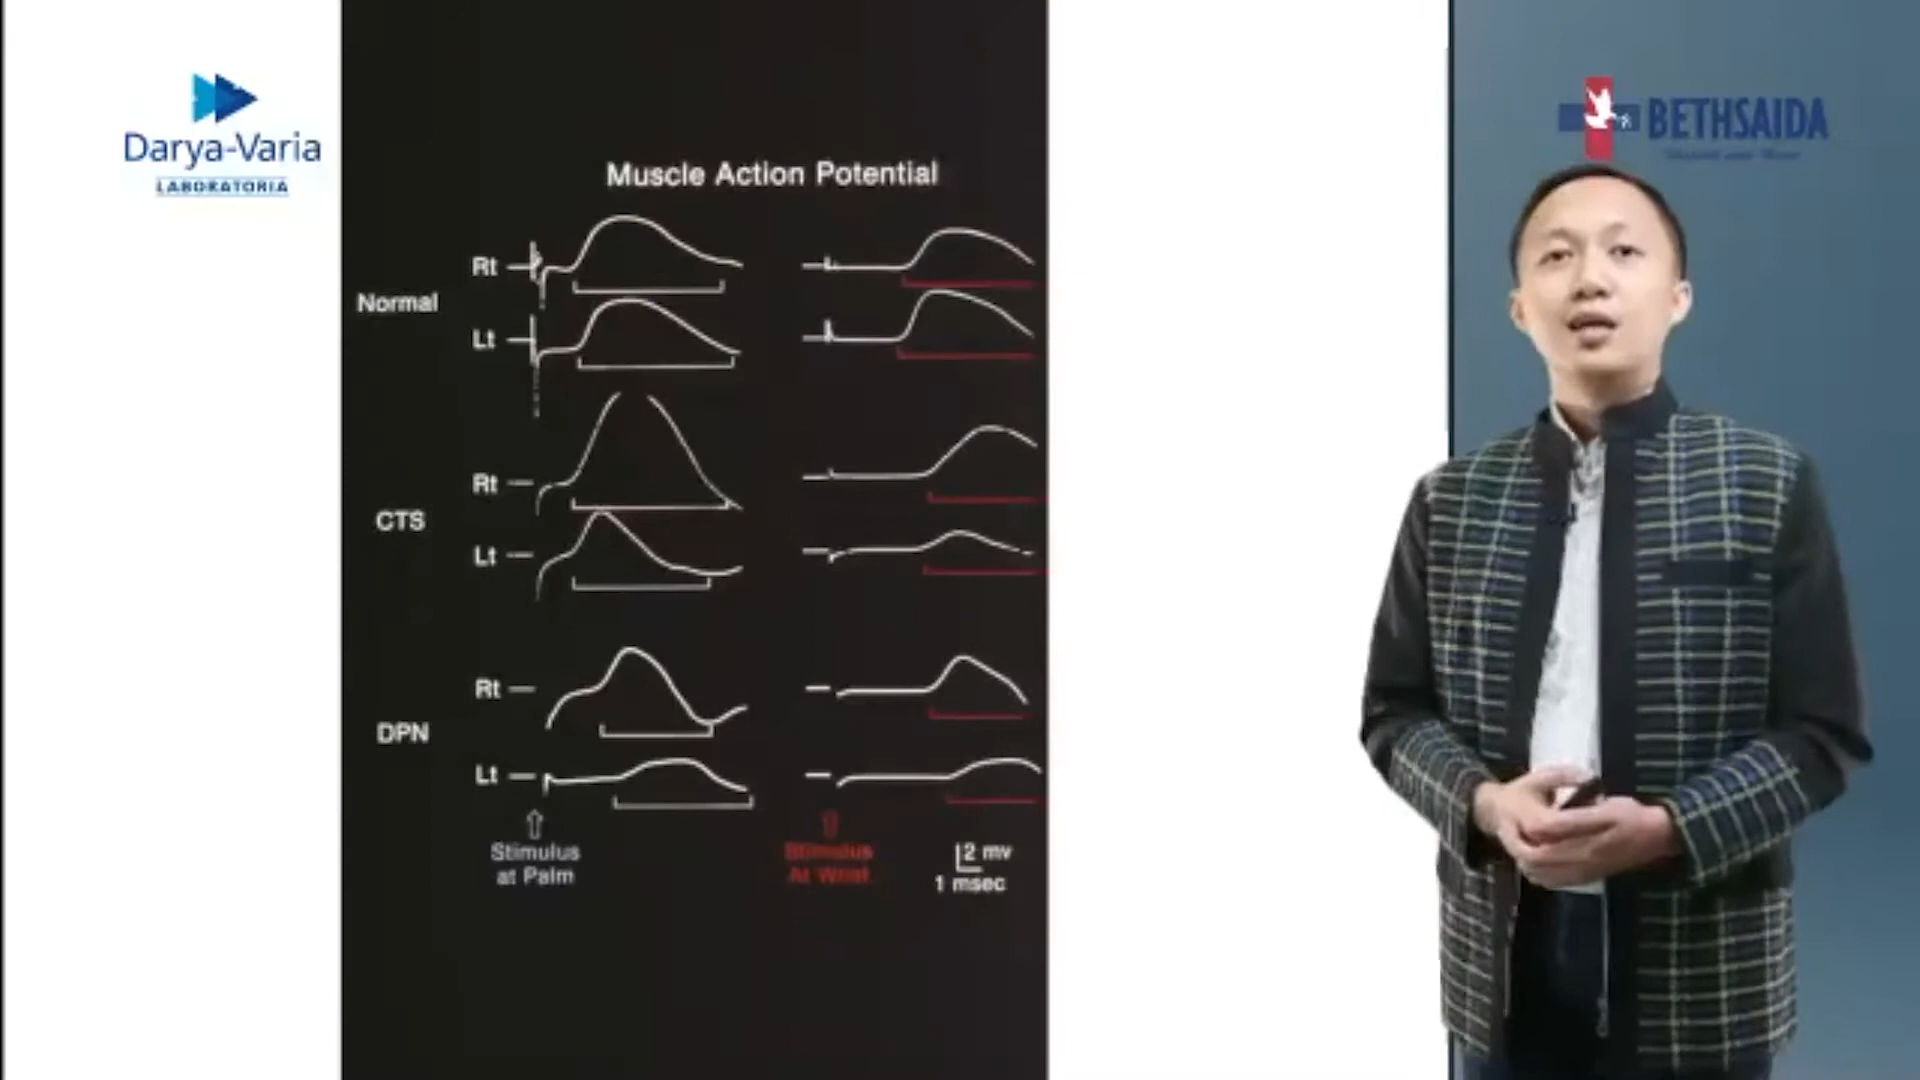 Darya-Varia
LABORATORIA
BETHSAIDA
Muscle Action Potential
Rt
Normal
Lt
Rt
CTS
Lt
Rt
DPN
Lt
Stimulus
at Palm
Stimulus
At Wrist
2 mv
1 msec